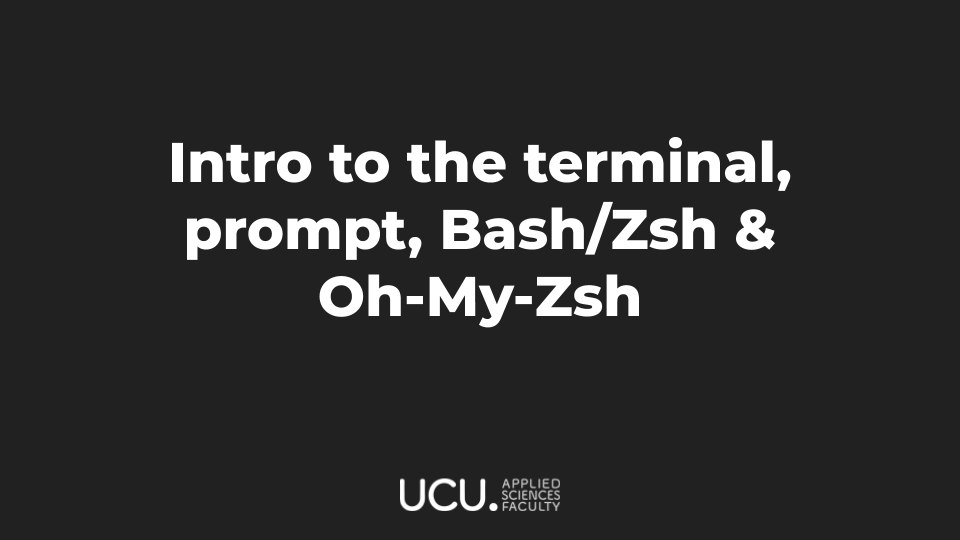 Intro to the terminal,
prompt, Bash/Zsh &
Oh-My-Zsh
UCU. APPLIED
SCIENCES
FACULTY